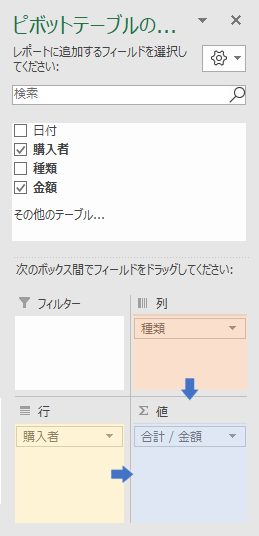 ピボットテーブルの...
レポートに追加するフィールドを選択し
てください:
検索
日付
購入者
種類
金額
その他のテーブル...
次のボックス間でフィールドをドラッグしてください:
フィルター
列
種類
行
Σ 値
購入者
合計 / 金額